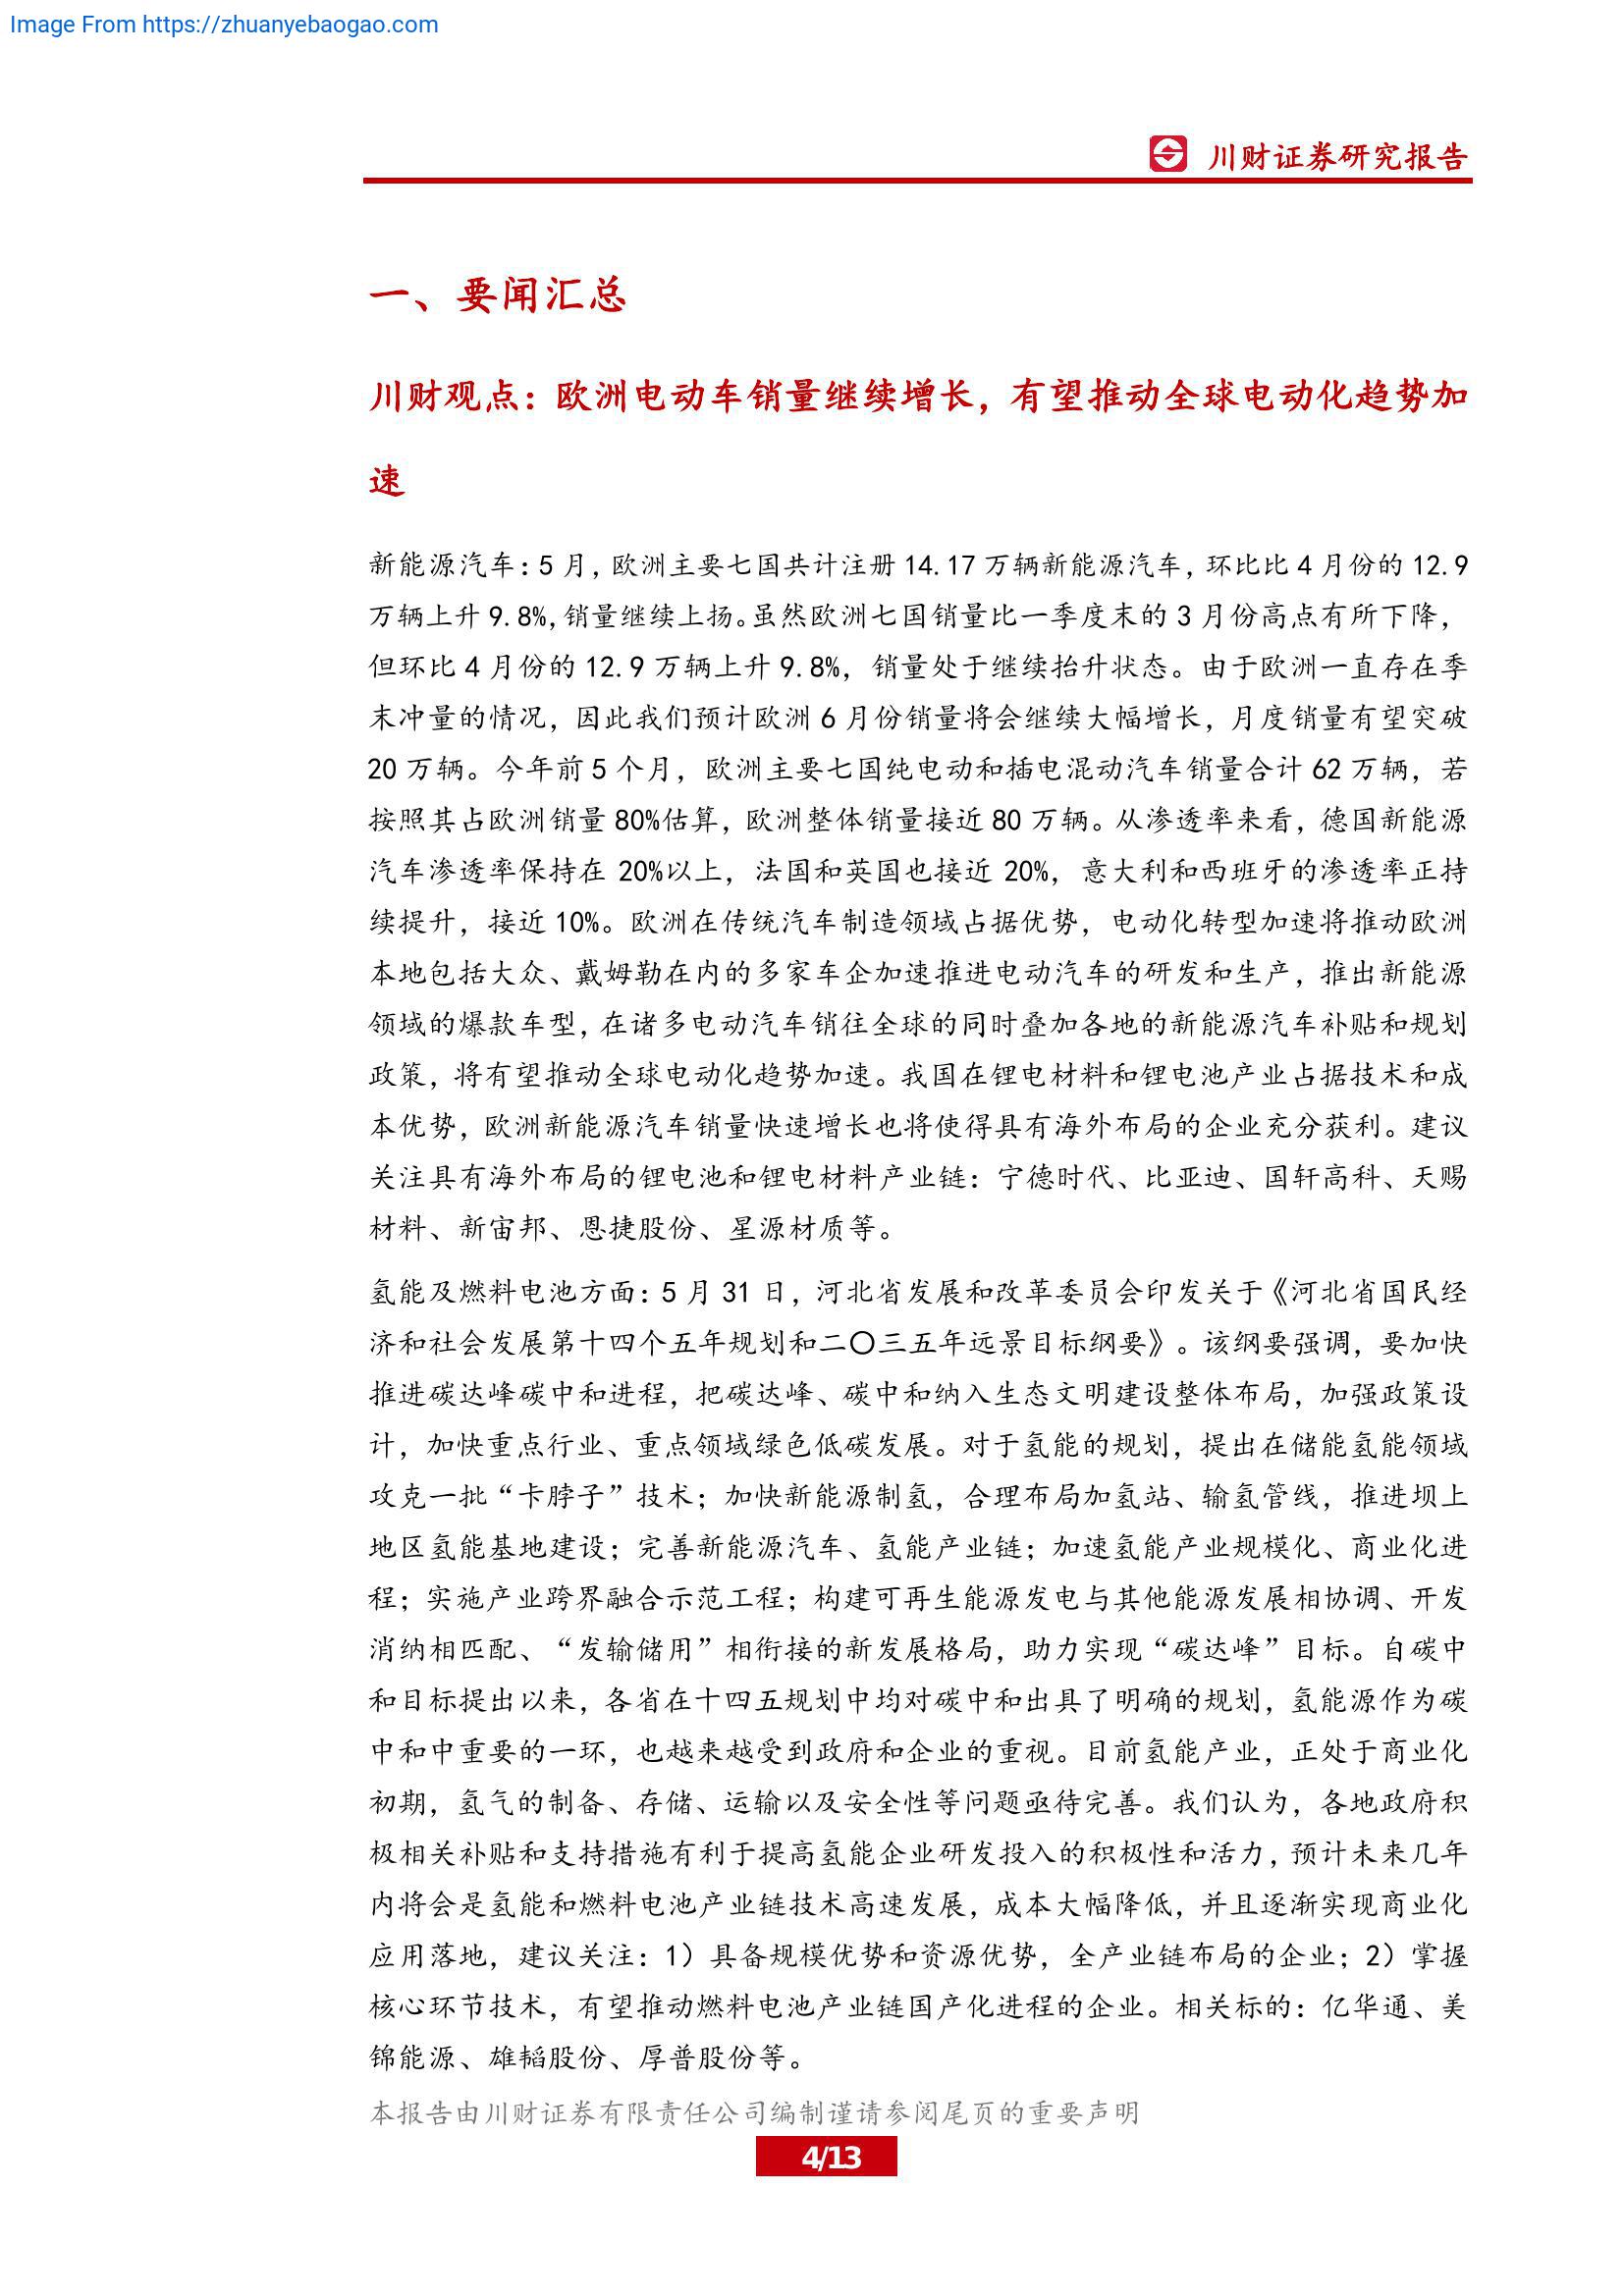 Image From https://zhuanyebaogao.com
川财证券研究报告
一、要闻汇总
川财观点：欧洲电动车销量继续增长，有望推动全球电动化趋势加
速
新能源汽车：5 月，欧洲主要七国共计注册 14.17 万辆新能源汽车，环比比 4 月份的 12.9
万辆上升 9.8%，销量继续上扬。虽然欧洲七国销量比一季度末的 3 月份高点有所下降，
但环比 4 月份的 12.9 万辆上升 9.8%，销量处于继续抬升状态。由于欧洲一直存在季
末冲量的情况，因此我们预计欧洲 6 月份销量将会继续大幅增长，月度销量有望突破
20 万辆。今年前 5 个月，欧洲主要七国纯电动和插电混动汽车销量合计 62 万辆，若
按照其占欧洲销量 80%估算，欧洲整体销量接近 80 万辆。从渗透率来看，德国新能源
汽车渗透率保持在 20%以上，法国和英国也接近 20%，意大利和西班牙的渗透率正持
续提升，接近 10%。欧洲在传统汽车制造领域占据优势，电动化转型加速将推动欧洲
本地包括大众、戴姆勒在内的多家车企加速推进电动汽车的研发和生产，推出新能源
领域的爆款车型，在诸多电动汽车销往全球的同时叠加各地的新能源汽车补贴和规划
政策，将有望推动全球电动化趋势加速。我国在锂电材料和锂电池产业占据技术和成
本优势，欧洲新能源汽车销量快速增长也将使得具有海外布局的企业充分获利。建议
关注具有海外布局的锂电池和锂电材料产业链：宁德时代、比亚迪、国轩高科、天赐
材料、新宙邦、恩捷股份、星源材质等。
氢能及燃料电池方面：5 月 31 日，河北省发展和改革委员会印发关于《河北省国民经
济和社会发展第十四个五年规划和二〇三五年远景目标纲要》。该纲要强调，要加快
推进碳达峰碳中和进程，把碳达峰、碳中和纳入生态文明建设整体布局，加强政策设
计，加快重点行业、重点领域绿色低碳发展。对于氢能的规划，提出在储能氢能领域
攻克一批“卡脖子”技术；加快新能源制氢，合理布局加氢站、输氢管线，推进坝上
地区氢能基地建设；完善新能源汽车、氢能产业链；加速氢能产业规模化、商业化进
程；实施产业跨界融合示范工程；构建可再生能源发电与其他能源发展相协调、开发
消纳相匹配、“发输储用”相衔接的新发展格局，助力实现“碳达峰”目标。自碳中
和目标提出以来，各省在十四五规划中均对碳中和出具了明确的规划，氢能源作为碳
中和中重要的一环，也越来越受到政府和企业的重视。目前氢能产业，正处于商业化
初期，氢气的制备、存储、运输以及安全性等问题亟待完善。我们认为，各地政府积
极相关补贴和支持措施有利于提高氢能企业研发投入的积极性和活力，预计未来几年
内将会是氢能和燃料电池产业链技术高速发展，成本大幅降低，并且逐渐实现商业化
应用落地，建议关注：1）具备规模优势和资源优势，全产业链布局的企业；2）掌握
核心环节技术，有望推动燃料电池产业链国产化进程的企业。相关标的：亿华通、美
锦能源、雄韬股份、厚普股份等。
本报告由川财证券有限责任公司编制谨请参阅尾页的重要声明
4/13